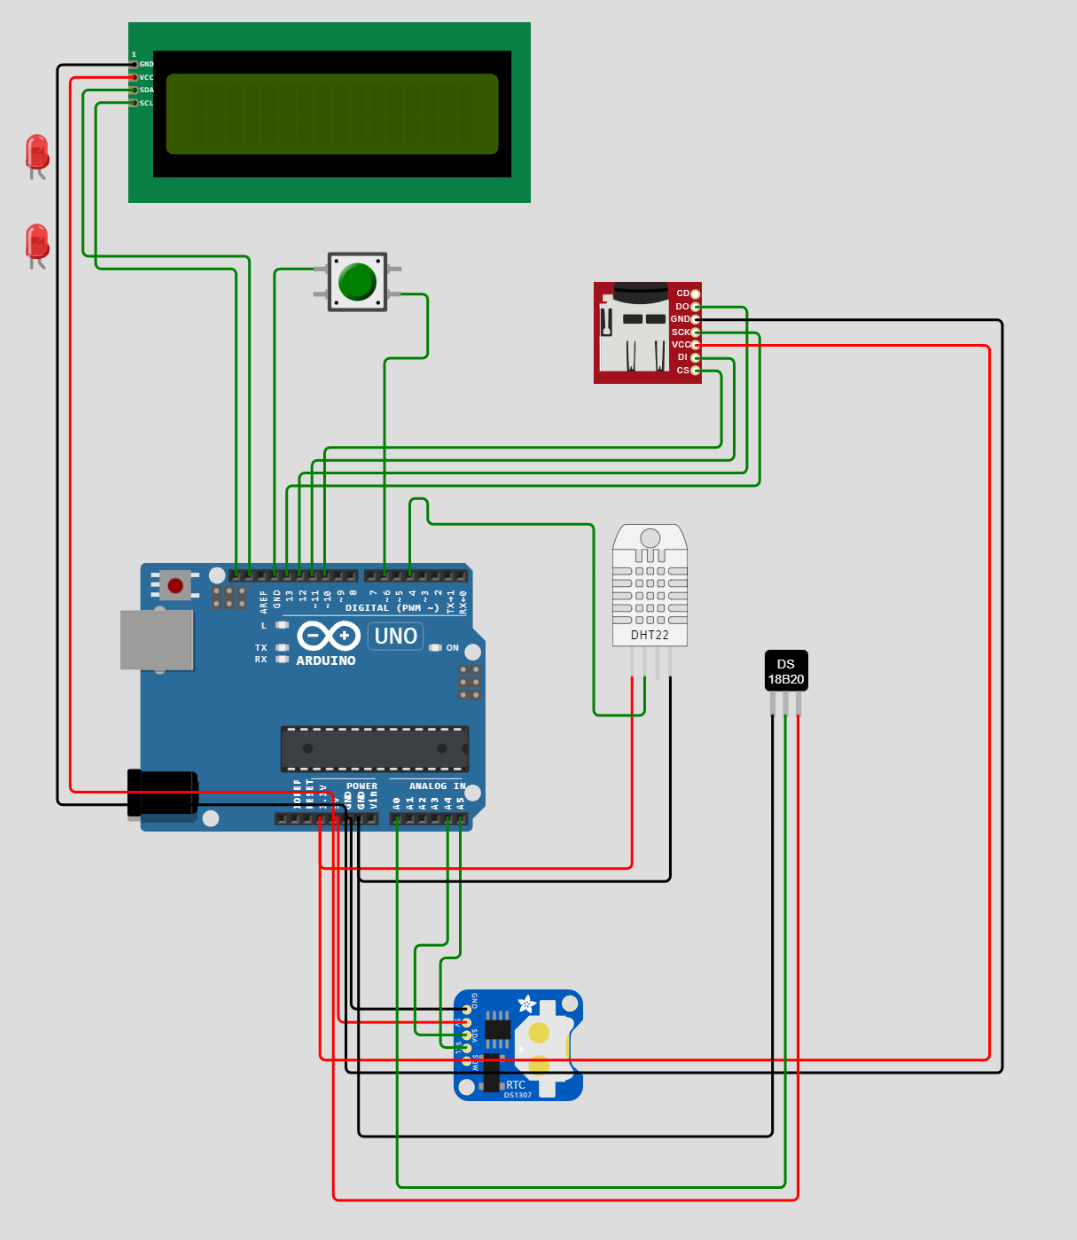 1
GND
VCC
SDA
SCL
CD
DO
GND
SCK
VCC
DI
CS
AREF
GND
13
12
~11
~10
~9
8
7
~6
~5
4
~3
2
TX→1
RX←0
DIGITAL (PWM ~)
L
TX
RX
UNO
ON
ARDUINO
DHT22
DS
18B20
POWER
ANALOG IN
IOREF
RESET
3.3V
GND
GND
Vin
A0
A1
A2
A3
A4
A5
GND
5V
SDA
SCL
SQW
RTC
DS1307